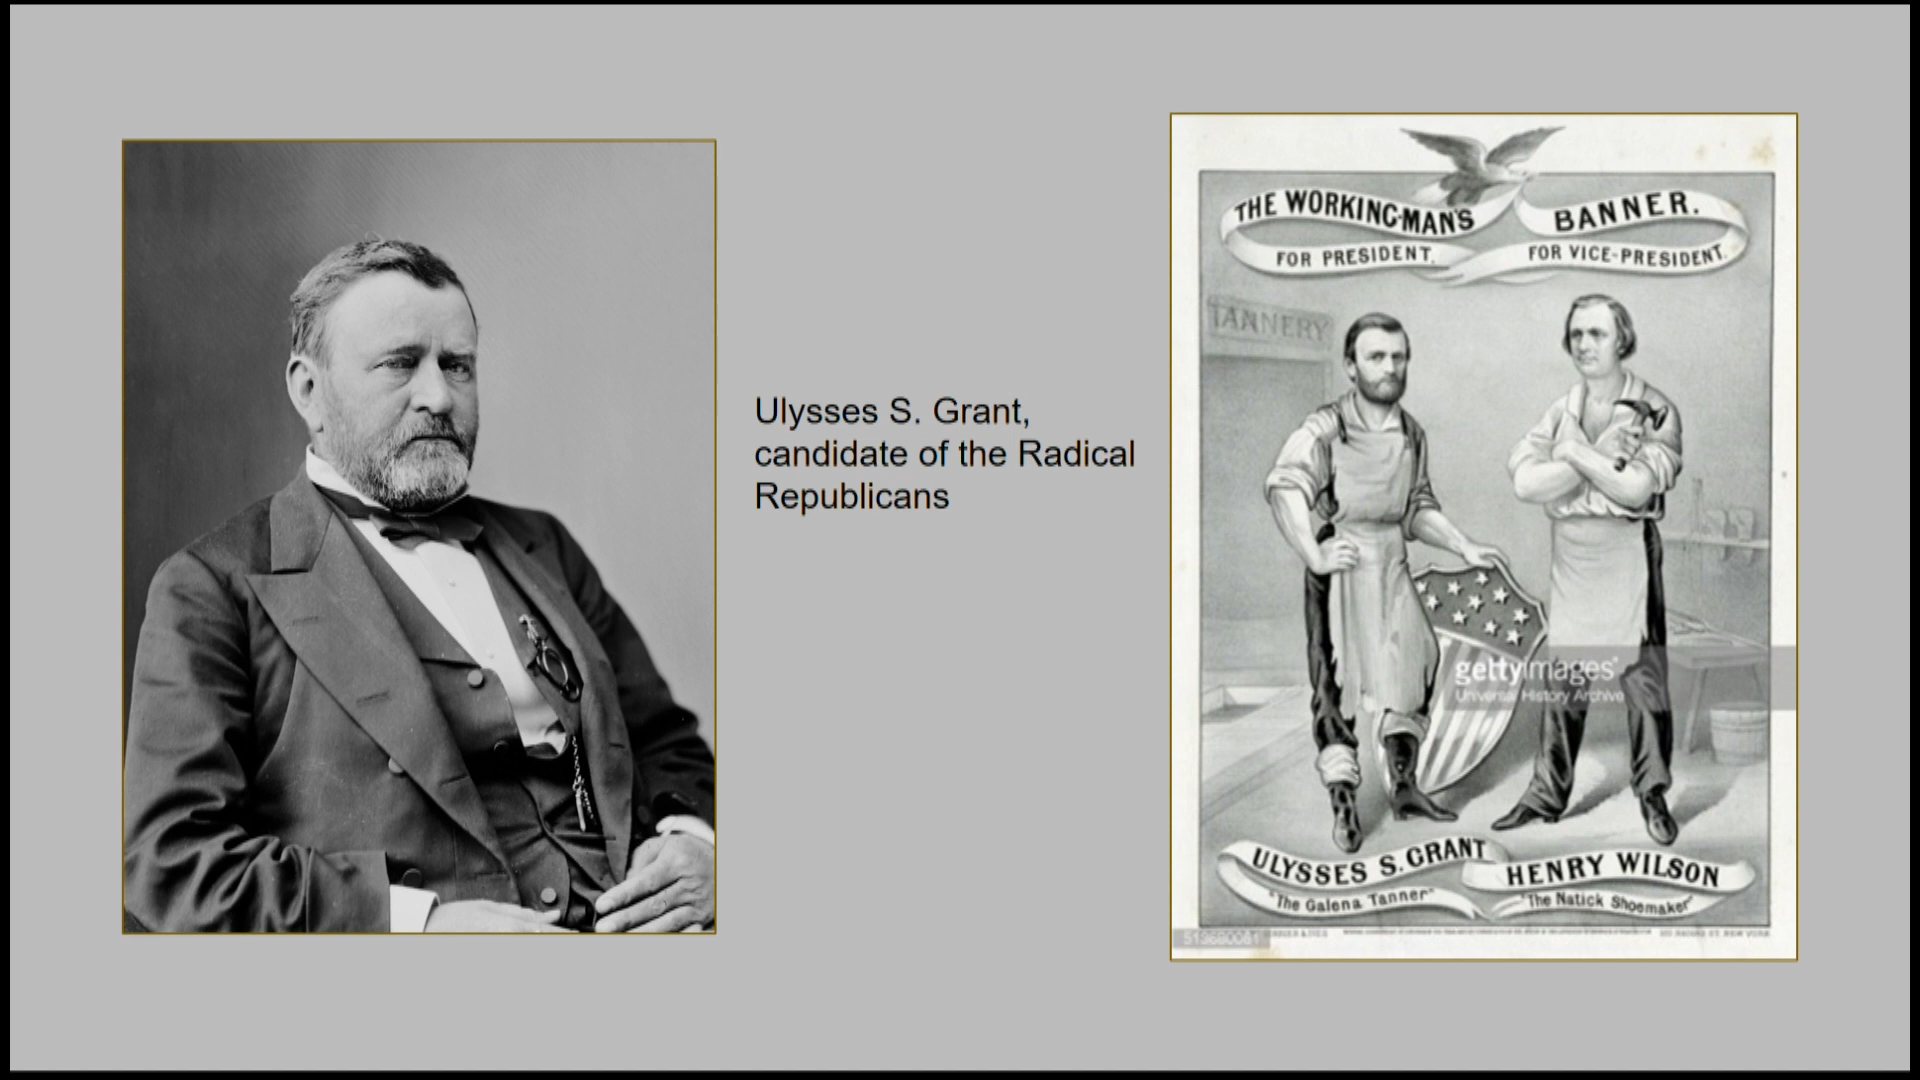 Ulysses S. Grant,
candidate of the Radical
Republicans
THE WORKING-MAN'S BANNER.
FOR PRESIDENT. FOR VICE-PRESIDENT.
TANNERY
gettyimages®
Universal History Archive
ULYSSES S. GRANT HENRY WILSON
"The Galena Tanner" "The Natick Shoemaker"